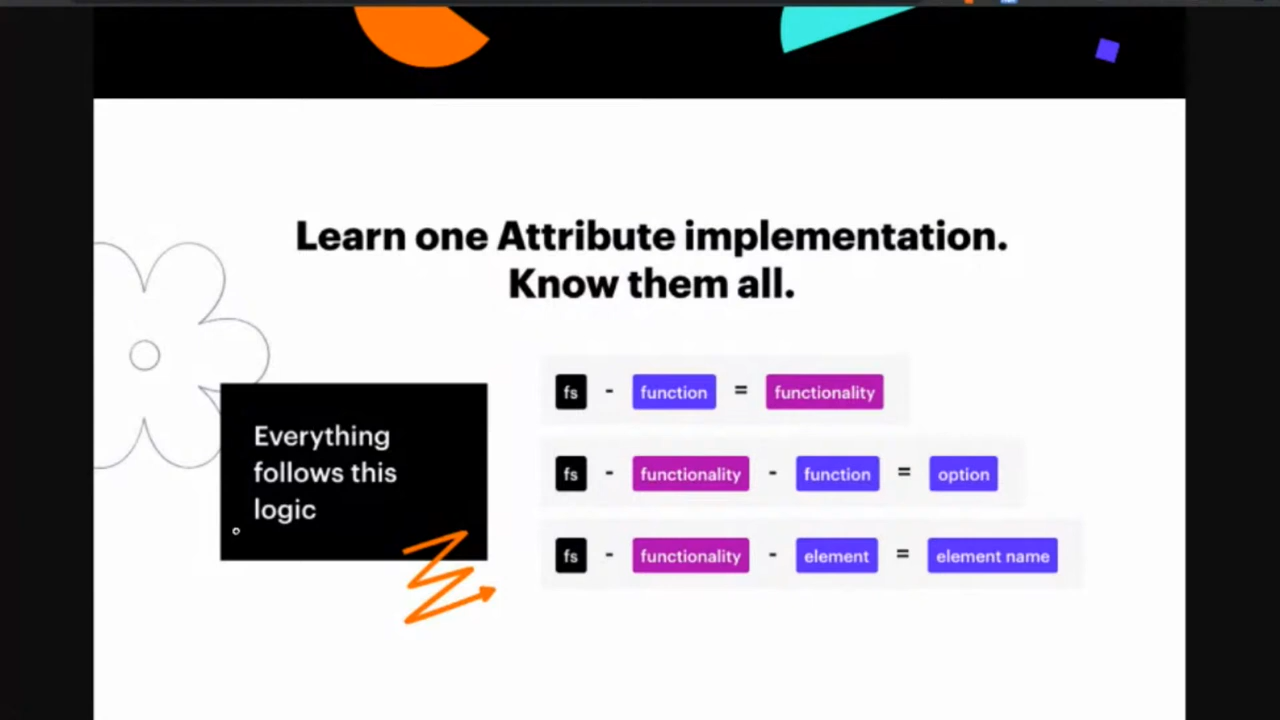 Learn one Attribute implementation.
Know them all.
Everything
follows this
logic
fs - function = functionality
fs - functionality - function = option
fs - functionality - element = element name